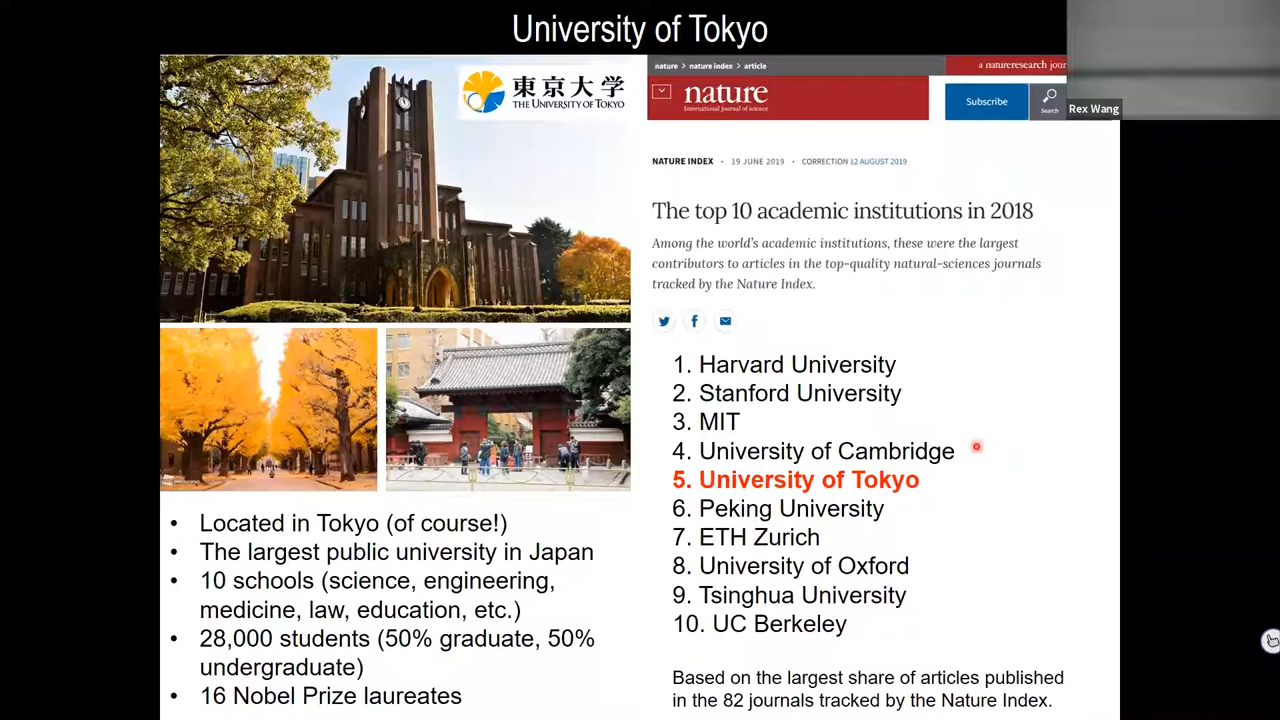 University of Tokyo
東京大学
THE UNIVERSITY OF TOKYO
nature > nature index > article
a natureresearch jour
nature
International journal of science
Subscribe
Search
Rex Wang
NATURE INDEX · 19 JUNE 2019 · CORRECTION 12 AUGUST 2019
The top 10 academic institutions in 2018
Among the world's academic institutions, these were the largest
contributors to articles in the top-quality natural-sciences journals
tracked by the Nature Index.
1. Harvard University
2. Stanford University
3. MIT
4. University of Cambridge
5. University of Tokyo
6. Peking University
7. ETH Zurich
8. University of Oxford
9. Tsinghua University
10. UC Berkeley
Based on the largest share of articles published
in the 82 journals tracked by the Nature Index.
• Located in Tokyo (of course!)
• The largest public university in Japan
• 10 schools (science, engineering,
medicine, law, education, etc.)
• 28,000 students (50% graduate, 50%
undergraduate)
• 16 Nobel Prize laureates